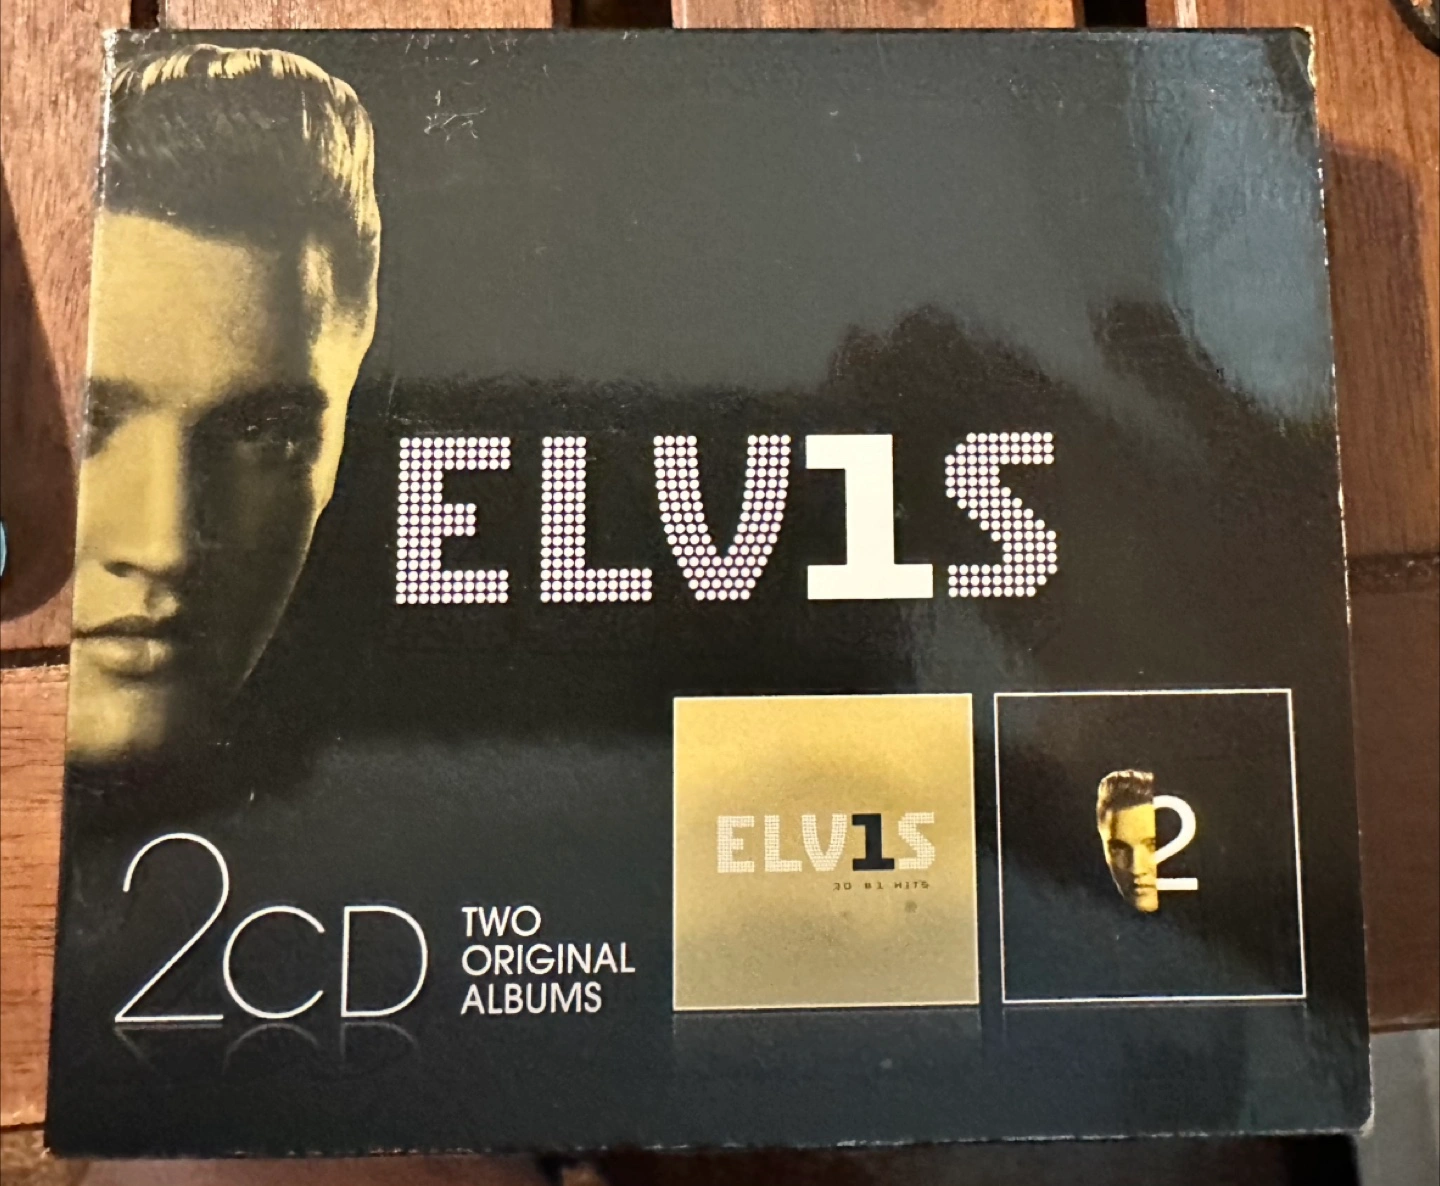 ELV1S
2CD
TWO
ORIGINAL
ALBUMS
ELV1S
30 #1 HITS
2